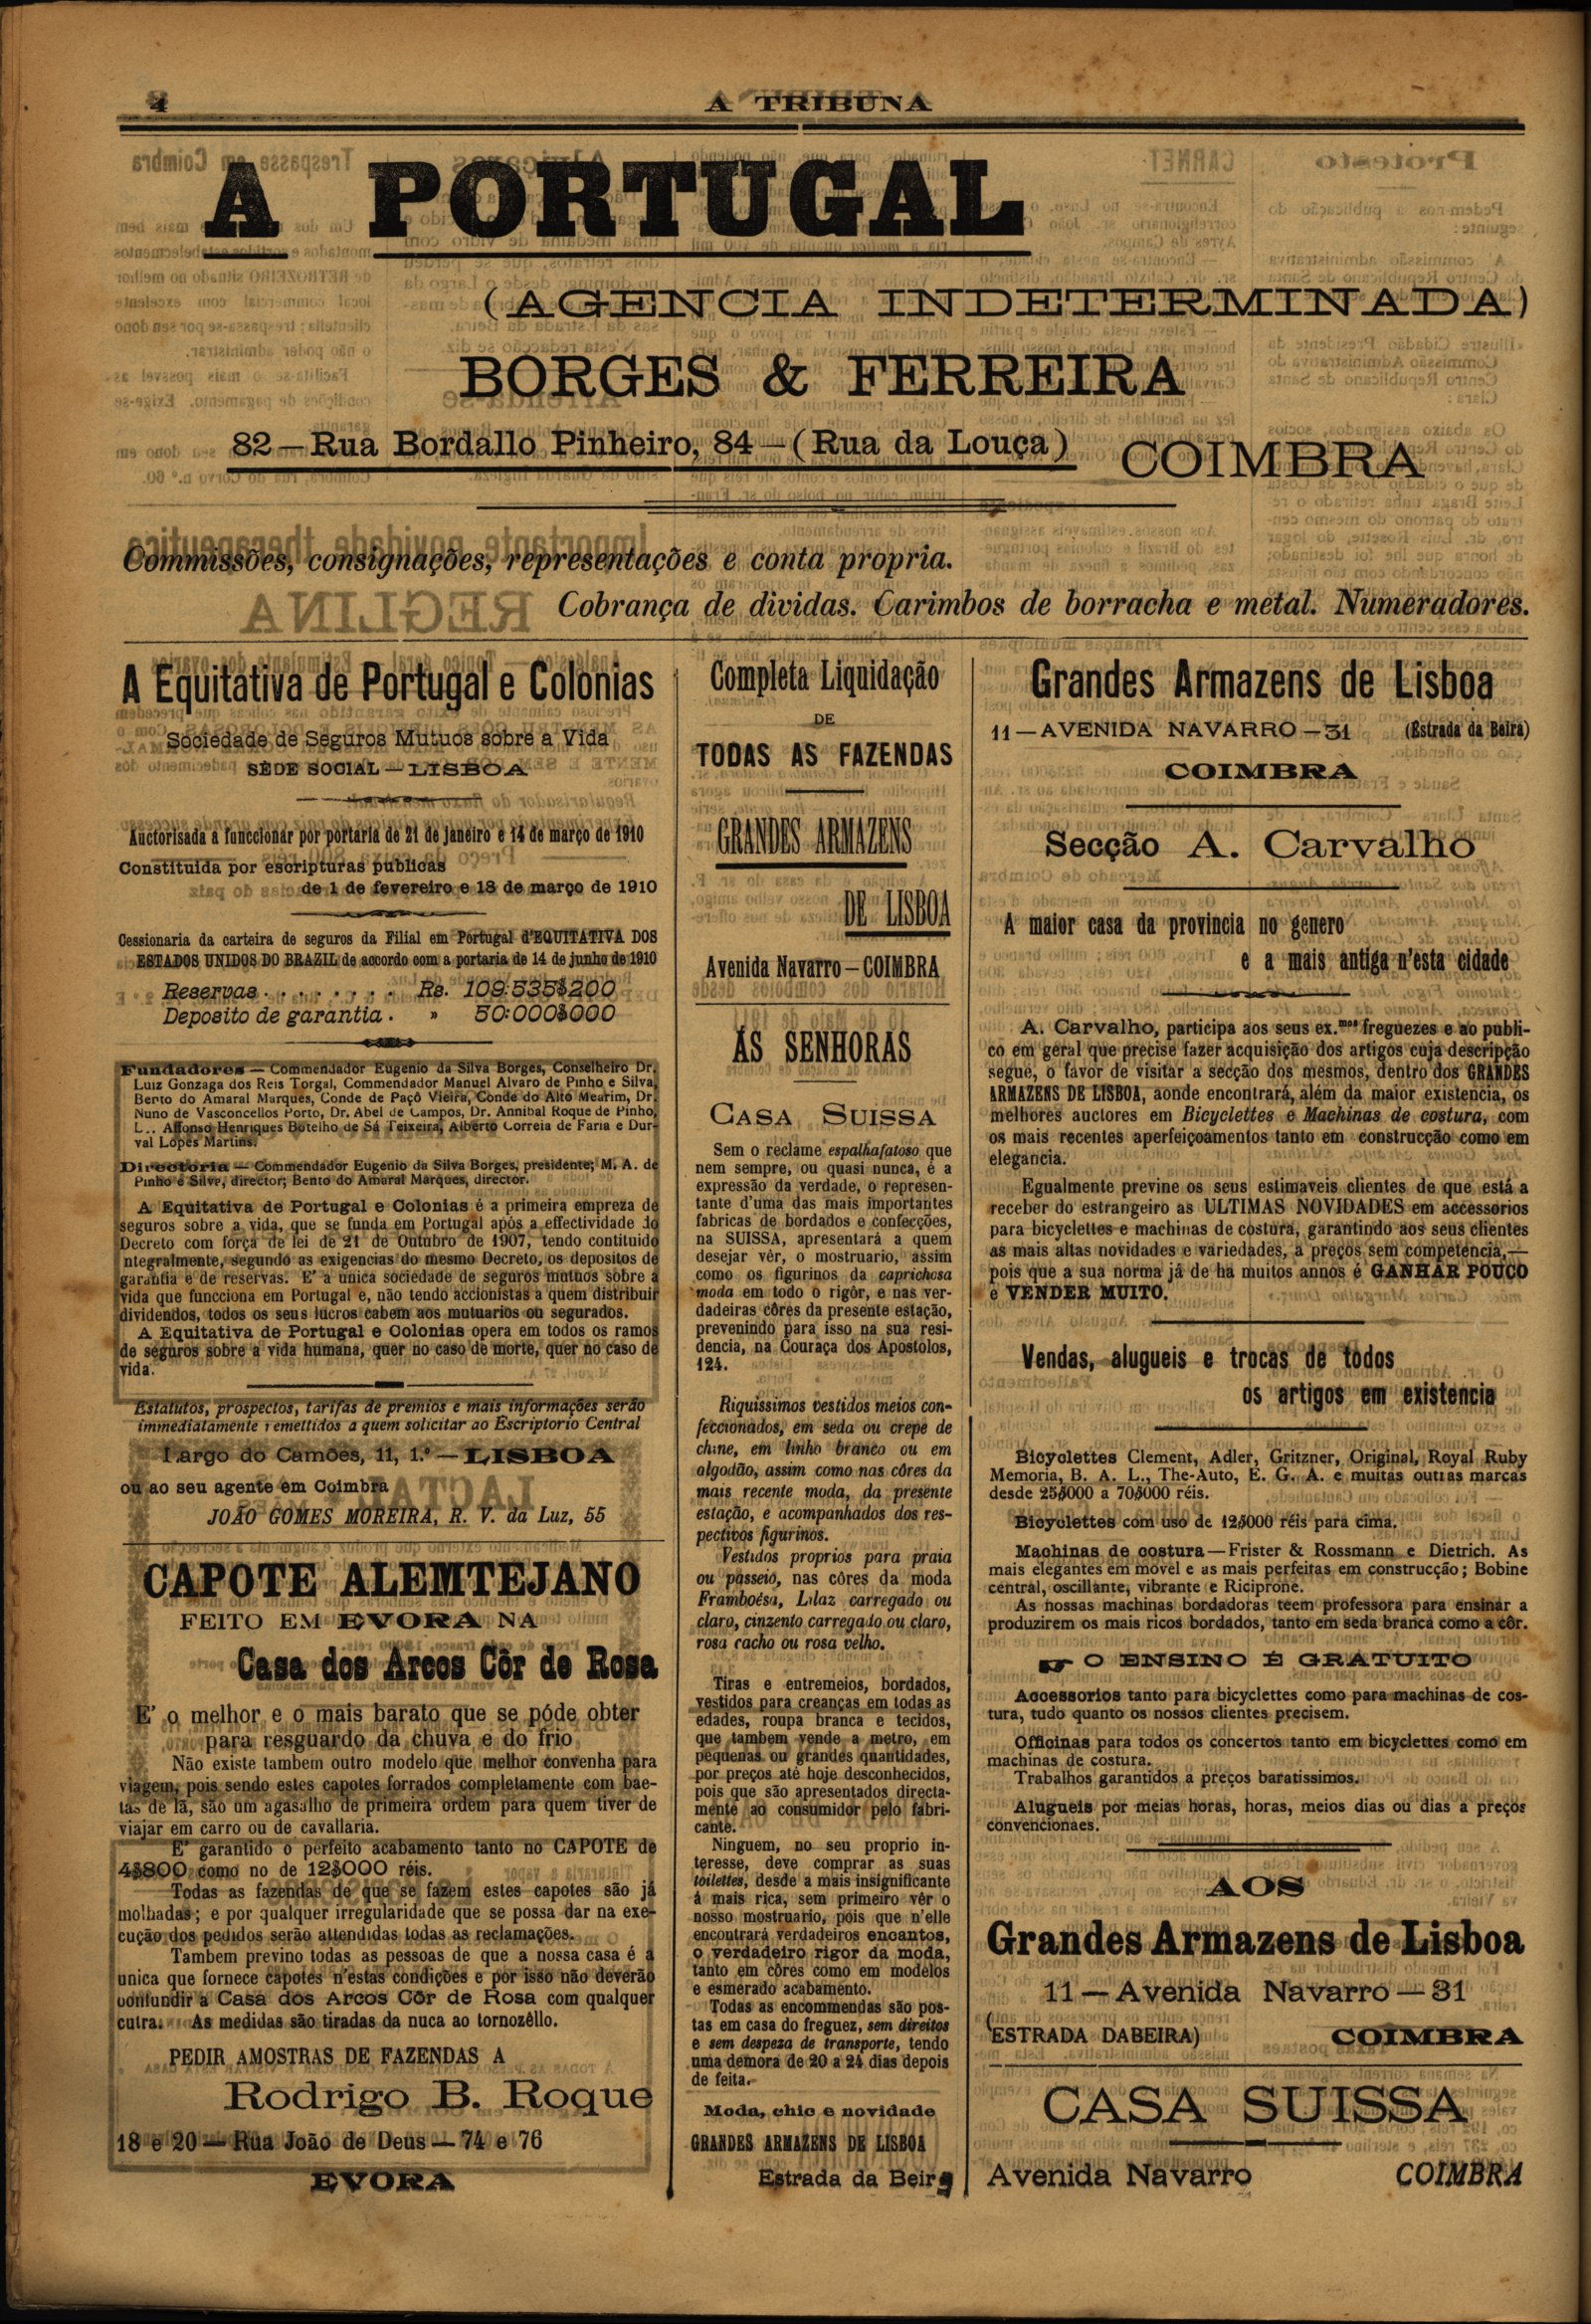 4
A TRIBUNA
A PORTUGAL
(AGENCIA INDETERMINADA)
BORGES & FERREIRA
82—Rua Bordallo Pinheiro, 84—(Rua da Louça)
COIMBRA
Commissões, consignações, representações e conta propria.
Cobrança de dividas. Carimbos de borracha e metal. Numeradores.
A Equitativa de Portugal e Colonias
Sociedade de Seguros Mutuos sobre a Vida
SÉDE SOCIAL—LISBOA
Auctorisada a funccionar por portaria de 21 de janeiro e 14 de março de 1910
Constituida por escripturas publicas
de 1 de fevereiro e 18 de março de 1910
Cessionaria da carteira de seguros da Filial em Portugal d'EQUITATIVA DOS
ESTADOS UNIDOS DO BRAZIL de accordo com a portaria de 14 de junho de 1910
Reservas . . . . . . . . Rs. 109:535$200
Deposito de garantia . » 50:000$000
Fundadores — Commendador Eugenio da Silva Borges, Conselheiro Dr.
Luiz Gonzaga dos Reis Torgal, Commendador Manuel Alvaro de Pinho e Silva,
Bento do Amaral Marques, Conde de Paçô Vieira, Conde do Alto Mearim, Dr.
Nuno de Vasconcellos Porto, Dr. Abel de Campos, Dr. Annibal Roque de Pinho,
L.. Affonso Henriques Botelho de Sá Teixeira, Alberto Correia de Faria e Dur-
val Lopes Martins.
Directoria — Commendador Eugenio da Silva Borges, presidente; M. A. de
Pinho e Silve, director; Bento do Amaral Marques, director.
A Equitativa de Portugal e Colonias é a primeira empreza de
seguros sobre a vida, que se funda em Portugal após a effectividade do
Decreto com força de lei de 21 de Outubro de 1907, tendo contituido
ntegralmente, segundo as exigencias do mesmo Decreto, os depositos de
garantia e de reservas. E' a unica sociedade de seguros mutuos sobre a
vida que funcciona em Portugal e, não tendo accionistas a quem distribuir
dividendos, todos os seus lucros cabem aos mutuarios ou segurados.
A Equitativa de Portugal e Colonias opera em todos os ramos
de seguros sobre a vida humana, quer no caso de morte, quer no caso de
vida.
Estatutos, prospectos, tarifas de premios e mais informações serão
immediatamente remettidos a quem solicitar ao Escriptorio Central
Largo do Camões, 11, 1.º—LISBOA
ou ao seu agente em Coimbra
JOÃO GOMES MOREIRA, R. V. da Luz, 55
CAPOTE ALEMTEJANO
FEITO EM EVORA NA
Casa dos Arcos Côr de Rosa
E' o melhor e o mais barato que se póde obter
para resguardo da chuva e do frio
Não existe tambem outro modelo que melhor convenha para
viagem, pois sendo estes capotes forrados completamente com bae-
tas de lã, são um agasalho de primeira ordem para quem tiver de
viajar em carro ou de cavallaria.
E' garantido o perfeito acabamento tanto no CAPOTE de
4$800 como no de 12$000 réis.
Todas as fazendas de que se fazem estes capotes são já
molhadas; e por qualquer irregularidade que se possa dar na exe-
cução dos pedidos serão attendidas todas as reclamações.
Tambem previno todas as pessoas de que a nossa casa é a
unica que fornece capotes n'estas condições e por isso não deverão
confundir a Casa dos Arcos Côr de Rosa com qualquer
cutra. As medidas são tiradas da nuca ao tornozêllo.
PEDIR AMOSTRAS DE FAZENDAS A
Rodrigo B. Roque
18 e 20—Rua João de Deus—74 e 76
EVORA
Completa Liquidação
DE
TODAS AS FAZENDAS
GRANDES ARMAZENS
DE LISBOA
Avenida Navarro—COIMBRA
ÁS SENHORAS
CASA SUISSA
Sem o reclame espalhafatoso que
nem sempre, ou quasi nunca, é a
expressão da verdade, o represen-
tante d'uma das mais importantes
fabricas de bordados e confecções,
na SUISSA, apresentará a quem
desejar vêr, o mostruario, assim
como os figurinos da caprichosa
moda em todo o rigôr, e nas ver-
dadeiras côres da presente estação,
prevenindo para isso na sua resi-
dencia, na Couraça dos Apostolos,
124.
Riquissimos vestidos meios con-
feccionados, em seda ou crepe de
chine, em linho branco ou em
algodão, assim como nas côres da
mais recente moda, da presente
estação, e acompanhados dos res-
pectivos figurinos.
Vestidos proprios para praia
ou passeio, nas côres da moda
Framboésa, Lilaz carregado ou
claro, cinzento carregado ou claro,
rosa cacho ou rosa velho.
Tiras e entremeios, bordados,
vestidos para creanças em todas as
edades, roupa branca e tecidos,
que tambem vende a metro, em
pequenas ou grandes quantidades,
por preços até hoje desconhecidos,
pois que são apresentados directa-
mente ao consumidor pelo fabri-
cante.
Ninguem, no seu proprio in-
teresse, deve comprar as suas
toilettes, desde a mais insignificante
á mais rica, sem primeiro vêr o
nosso mostruario, pois que n'elle
encontrará verdadeiros encantos,
o verdadeiro rigor da moda,
tanto em côres como em modelos
e esmerado acabamento.
Todas as encommendas são pos-
tas em casa do freguez, sem direitos
e sem despeza de transporte, tendo
uma demora de 20 a 24 dias depois
de feita.
Moda, chic e novidade
GRANDES ARMAZENS DE LISBOA
Estrada da Beira
Grandes Armazens de Lisboa
11—AVENIDA NAVARRO—31 (Estrada da Beira)
COIMBRA
Secção A. Carvalho
A maior casa da provincia no genero
e a mais antiga n'esta cidade
A. Carvalho, participa aos seus ex.mos freguezes e ao publi-
co em geral que precise fazer acquisição dos artigos cuja descripção
segue, o favor de visitar a secção dos mesmos, dentro dos GRANDES
ARMAZENS DE LISBOA, aonde encontrará, além da maior existencia, os
melhores auctores em Bicyclettes e Machinas de costura, com
os mais recentes aperfeiçoamentos tanto em construcção como em
elegancia.
Egualmente previne os seus estimaveis clientes de que está a
receber do estrangeiro as ULTIMAS NOVIDADES em accessorios
para bicyclettes e machinas de costura, garantindo aos seus clientes
as mais altas novidades e variedades, a preços sem competencia,—
pois que a sua norma já de ha muitos annos é GANHAR POUCO
e VENDER MUITO.
Vendas, alugueis e trocas de todos
os artigos em existencia
Bicyclettes Clement, Adler, Gritzner, Original, Royal Ruby
Memoria, B. A. L., The-Auto, E. G. A. e muitas outras marcas
desde 25$000 a 70$000 réis.
Bicyclettes com uso de 12$000 réis para cima.
Machinas de costura—Frister & Rossmann e Dietrich. As
mais elegantes em movel e as mais perfeitas em construcção; Bobine
central, oscillante, vibrante e Riciprone.
As nossas machinas bordadoras teem professora para ensinar a
produzirem os mais ricos bordados, tanto em seda branca como a côr.
☞ O ENSINO É GRATUITO
Accessorios tanto para bicyclettes como para machinas de cos-
tura, tudo quanto os nossos clientes precisem.
Officinas para todos os concertos tanto em bicyclettes como em
machinas de costura.
Trabalhos garantidos a preços baratissimos.
Alugueis por meias horas, horas, meios dias ou dias a preços
convencionaes.
AOS
Grandes Armazens de Lisboa
11—Avenida Navarro—31
(ESTRADA DABEIRA) COIMBRA
CASA SUISSA
Avenida Navarro COIMBRA